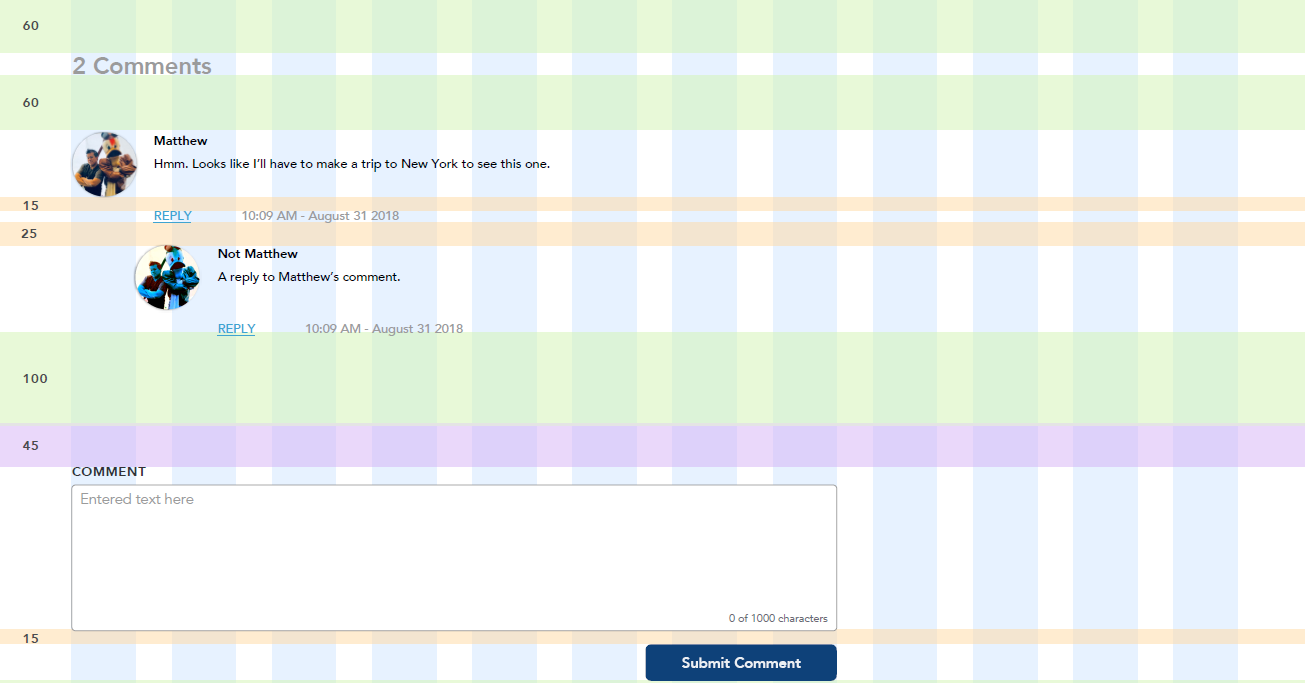 60
2 Comments
60
Matthew
Hmm. Looks like I’ll have to make a trip to New York to see this one.
15
REPLY 10:09 AM - August 31 2018
25
Not Matthew
A reply to Matthew’s comment.
REPLY 10:09 AM - August 31 2018
100
45
COMMENT
Entered text here
0 of 1000 characters
15
Submit Comment